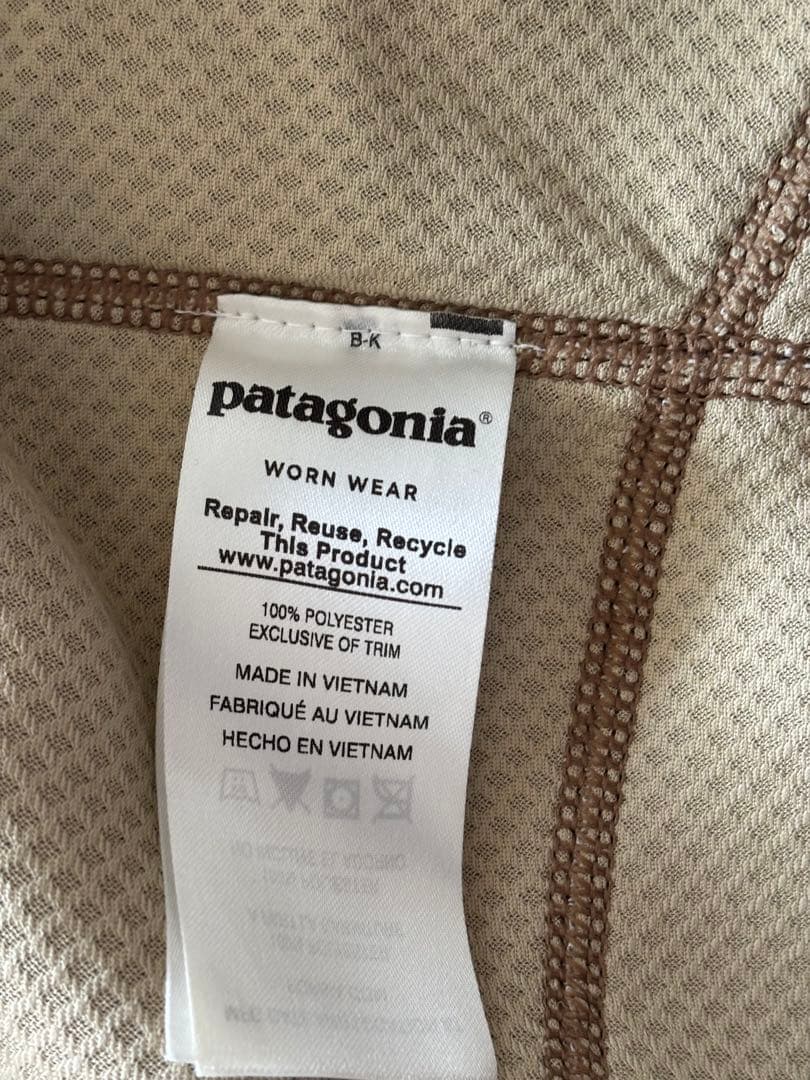 B-K
patagonia®
WORN WEAR
Repair, Reuse, Recycle
This Product
www.patagonia.com
100% POLYESTER
EXCLUSIVE OF TRIM
MADE IN VIETNAM
FABRIQUÉ AU VIETNAM
HECHO EN VIETNAM